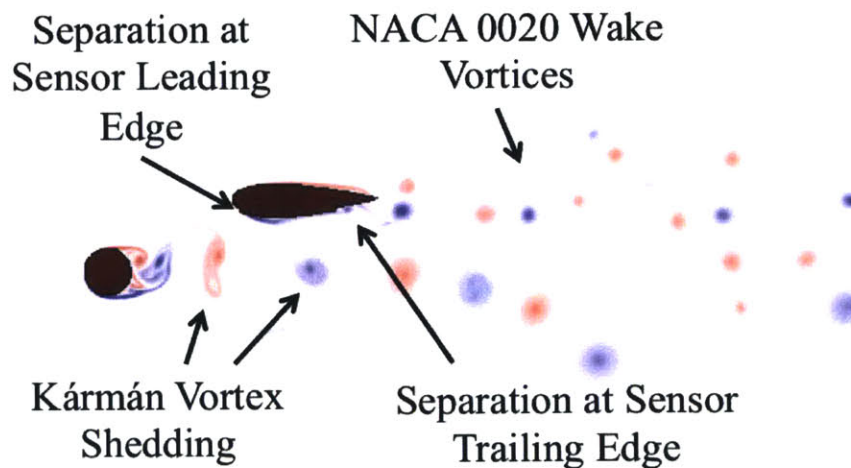 Separation at
Sensor Leading
Edge
NACA 0020 Wake
Vortices
Kármán Vortex
Shedding
Separation at Sensor
Trailing Edge